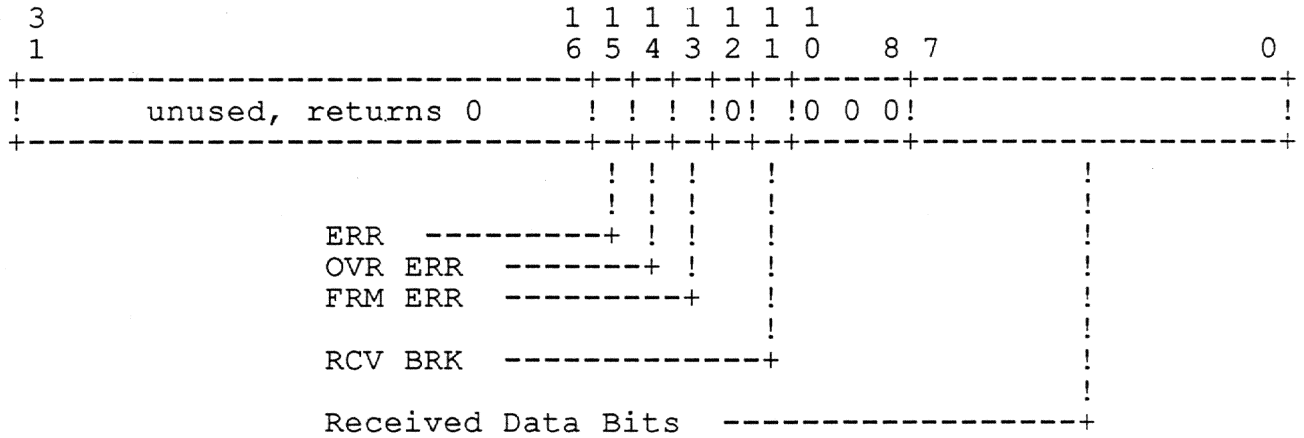 3                            1 1 1 1 1 1 1
 1                            6 5 4 3 2 1 0   8 7                 0
+----------------------------+-+-+-+-+-+------+------------------+
!      unused, returns 0     ! ! ! !0! !0 0 0!                  !
+----------------------------+-+-+-+-+-+------+------------------+
                              ! ! !   !               !
                              ! ! !   !               !
                ERR  ---------+ ! !   !               !
                OVR ERR  -------+ !   !               !
                FRM ERR  ---------+   !               !
                                      !               !
                RCV BRK  -------------+               !
                                                      !
                Received Data Bits  ------------------+